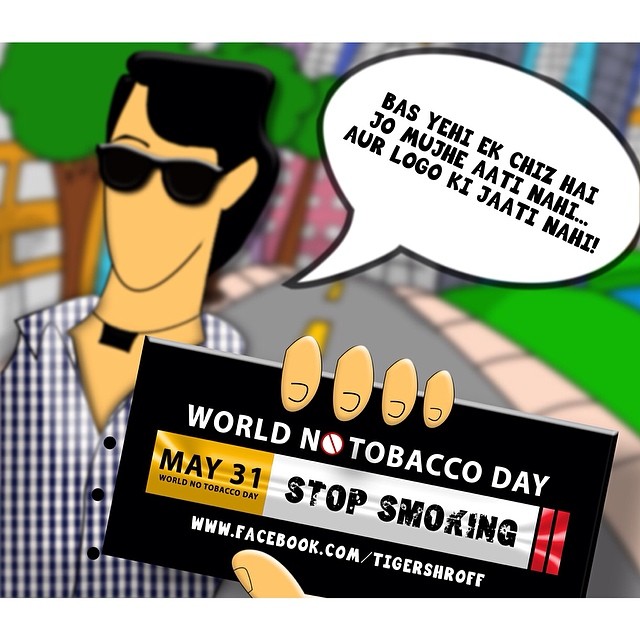 BAS YEHI EK CHIZ HAI
JO MUJHE AATI NAHI...
AUR LOGO KI JAATI NAHI!
WORLD NO TOBACCO DAY
MAY 31
WORLD NO TOBACCO DAY
STOP SMOKING
WWW.FACEBOOK.COM/TIGERSHROFF